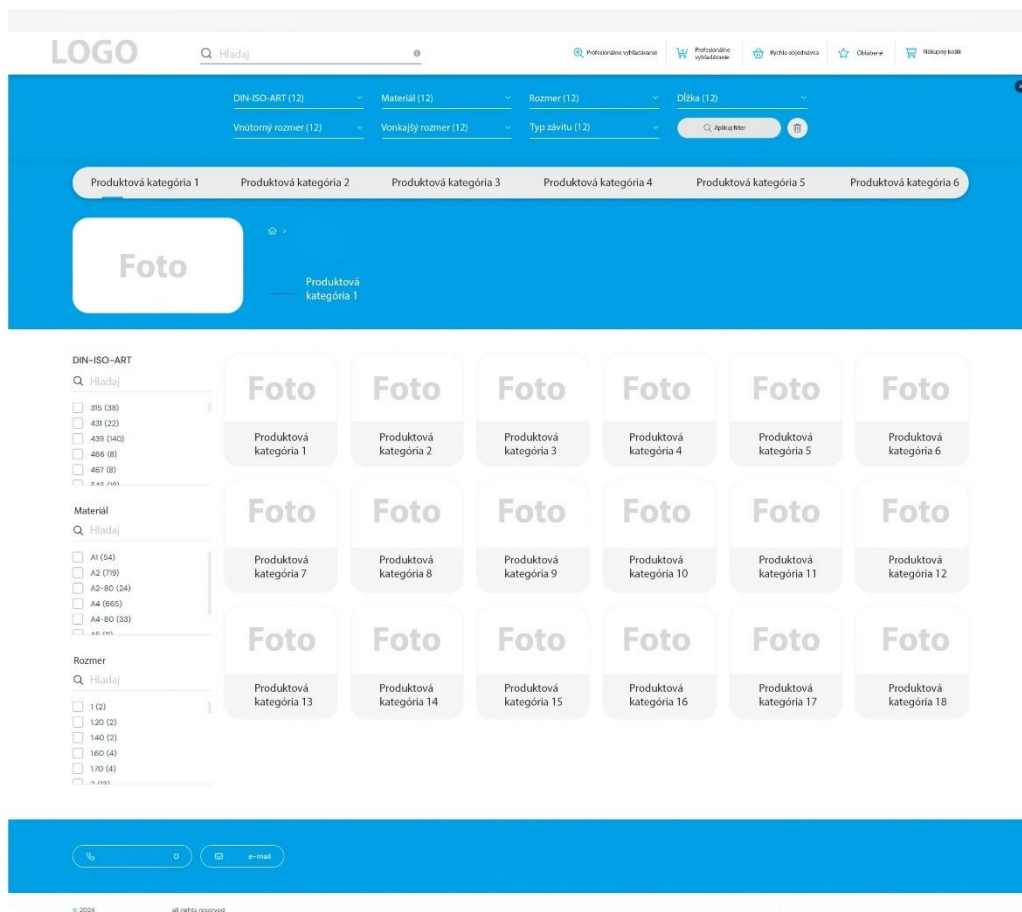 LOGO
Hladaj
Profesionálne vyhľadávanie
Profesionálne
vyhľadávanie
Rýchla objednávka
Obľúbené
Nákupný košík
DIN-ISO-ART (12)
Materiál (12)
Rozmer (12)
Dĺžka (12)
Vnútorný rozmer (12)
Vonkajšý rozmer (12)
Typ závitu (12)
Aplikuj filter
Produktová kategória 1
Produktová kategória 2
Produktová kategória 3
Produktová kategória 4
Produktová kategória 5
Produktová kategória 6
Foto
Produktová
kategória 1
DIN-ISO-ART
Hladaj
315 (38)
431 (22)
439 (140)
466 (8)
467 (8)
Materiál
Hladaj
A1 (54)
A2 (719)
A2-80 (24)
A4 (665)
A4-80 (33)
Rozmer
Hladaj
1 (2)
1.20 (2)
1.40 (2)
1.60 (4)
1.70 (4)
Foto
Produktová
kategória 1
Foto
Produktová
kategória 2
Foto
Produktová
kategória 3
Foto
Produktová
kategória 4
Foto
Produktová
kategória 5
Foto
Produktová
kategória 6
Foto
Produktová
kategória 7
Foto
Produktová
kategória 8
Foto
Produktová
kategória 9
Foto
Produktová
kategória 10
Foto
Produktová
kategória 11
Foto
Produktová
kategória 12
Foto
Produktová
kategória 13
Foto
Produktová
kategória 14
Foto
Produktová
kategória 15
Foto
Produktová
kategória 16
Foto
Produktová
kategória 17
Foto
Produktová
kategória 18
0
e-mail
© 2024 all rights reserved